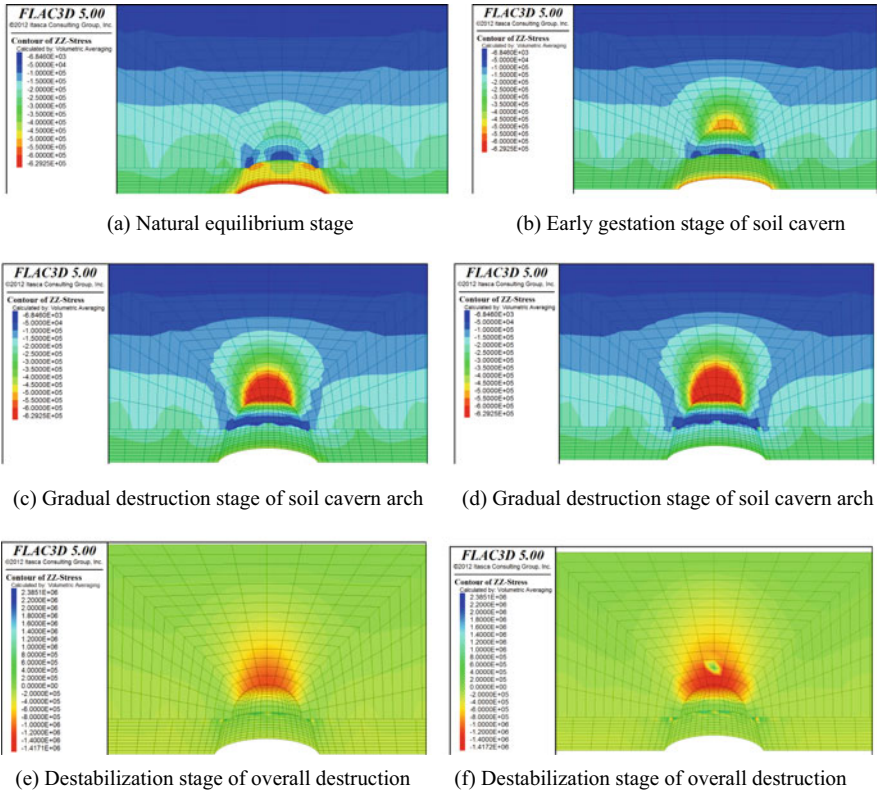 FLAC3D 5.00
©2012 Itasca Consulting Group, Inc.
Contour of ZZ-Stress
Calculated by: Volumetric Averaging
-6.8460E+03
-5.0000E+04
-1.0000E+05
-1.5000E+05
-2.0000E+05
-2.5000E+05
-3.0000E+05
-3.5000E+05
-4.0000E+05
-4.5000E+05
-5.0000E+05
-5.5000E+05
-6.0000E+05
-6.2925E+05
(a) Natural equilibrium stage
FLAC3D 5.00
©2012 Itasca Consulting Group, Inc.
Contour of ZZ-Stress
Calculated by: Volumetric Averaging
-6.8460E+03
-5.0000E+04
-1.0000E+05
-1.5000E+05
-2.0000E+05
-2.5000E+05
-3.0000E+05
-3.5000E+05
-4.0000E+05
-4.5000E+05
-5.0000E+05
-5.5000E+05
-6.0000E+05
-6.2925E+05
(b) Early gestation stage of soil cavern
FLAC3D 5.00
©2012 Itasca Consulting Group, Inc.
Contour of ZZ-Stress
Calculated by: Volumetric Averaging
-6.8460E+03
-5.0000E+04
-1.0000E+05
-1.5000E+05
-2.0000E+05
-2.5000E+05
-3.0000E+05
-3.5000E+05
-4.0000E+05
-4.5000E+05
-5.0000E+05
-5.5000E+05
-6.0000E+05
-6.2925E+05
(c) Gradual destruction stage of soil cavern arch
FLAC3D 5.00
©2012 Itasca Consulting Group, Inc.
Contour of ZZ-Stress
Calculated by: Volumetric Averaging
-6.8460E+03
-5.0000E+04
-1.0000E+05
-1.5000E+05
-2.0000E+05
-2.5000E+05
-3.0000E+05
-3.5000E+05
-4.0000E+05
-4.5000E+05
-5.0000E+05
-5.5000E+05
-6.0000E+05
-6.2925E+05
(d) Gradual destruction stage of soil cavern arch
FLAC3D 5.00
©2012 Itasca Consulting Group, Inc.
Contour of ZZ-Stress
Calculated by: Volumetric Averaging
2.3851E+06
2.2000E+06
2.0000E+06
1.8000E+06
1.6000E+06
1.4000E+06
1.2000E+06
1.0000E+06
8.0000E+05
6.0000E+05
4.0000E+05
2.0000E+05
0.0000E+00
-2.0000E+05
-4.0000E+05
-6.0000E+05
-8.0000E+05
-1.0000E+06
-1.2000E+06
-1.4000E+06
-1.4171E+06
(e) Destabilization stage of overall destruction
FLAC3D 5.00
©2012 Itasca Consulting Group, Inc.
Contour of ZZ-Stress
Calculated by: Volumetric Averaging
2.3851E+06
2.2000E+06
2.0000E+06
1.8000E+06
1.6000E+06
1.4000E+06
1.2000E+06
1.0000E+06
8.0000E+05
6.0000E+05
4.0000E+05
2.0000E+05
0.0000E+00
-2.0000E+05
-4.0000E+05
-6.0000E+05
-8.0000E+05
-1.0000E+06
-1.2000E+06
-1.4000E+06
-1.4172E+06
(f) Destabilization stage of overall destruction